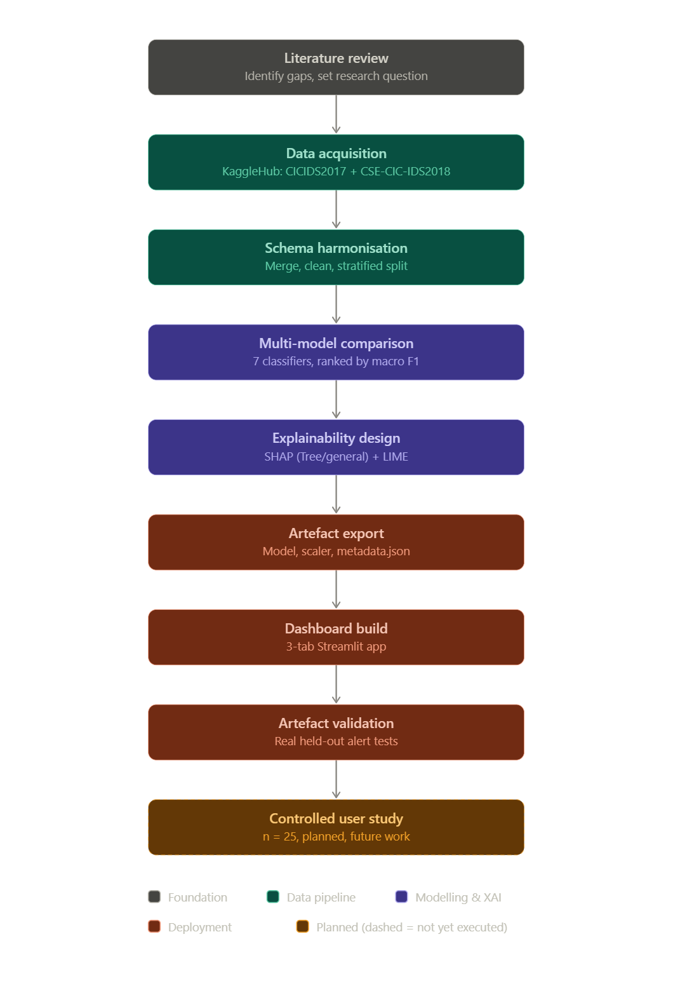 Literature review
Identify gaps, set research question
Data acquisition
KaggleHub: CICIDS2017 + CSE-CIC-IDS2018
Schema harmonisation
Merge, clean, stratified split
Multi-model comparison
7 classifiers, ranked by macro F1
Explainability design
SHAP (Tree/general) + LIME
Artefact export
Model, scaler, metadata.json
Dashboard build
3-tab Streamlit app
Artefact validation
Real held-out alert tests
Controlled user study
n = 25, planned, future work
Foundation
Data pipeline
Modelling & XAI
Deployment
Planned (dashed = not yet executed)